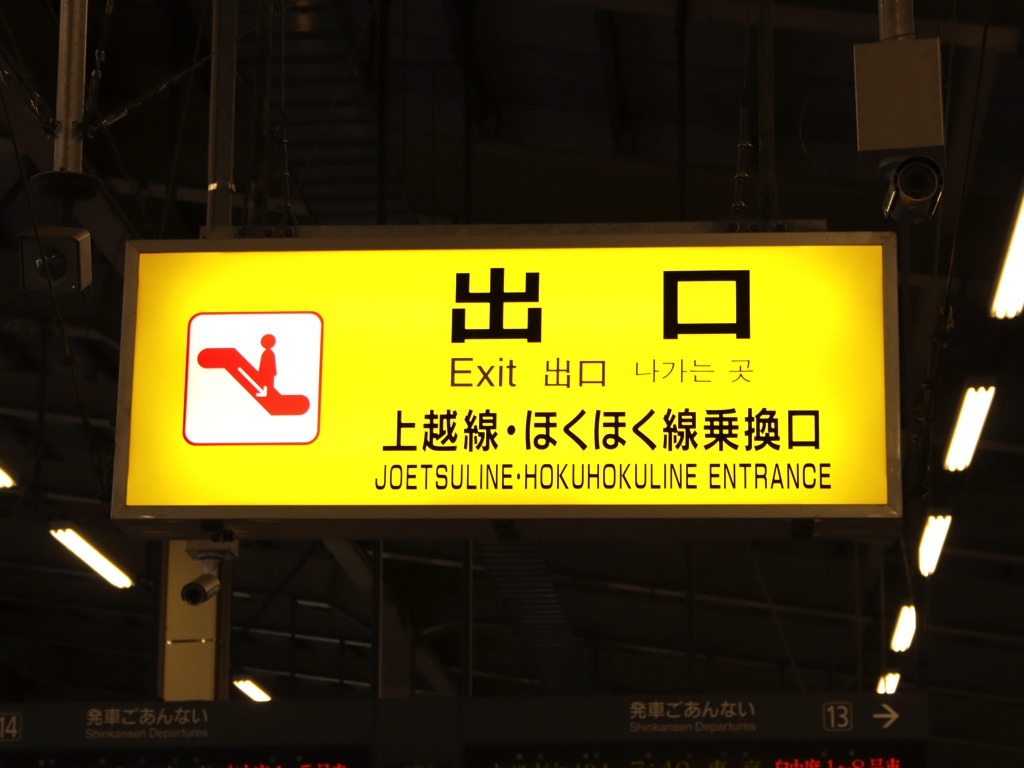 出口
Exit 出口 나가는 곳
上越線・ほくほく線乗換口
JOETSULINE・HOKUHOKULINE ENTRANCE
14 発車ごあんない
Shinkansen Departures
発車ごあんない 13 →
Shinkansen Departures